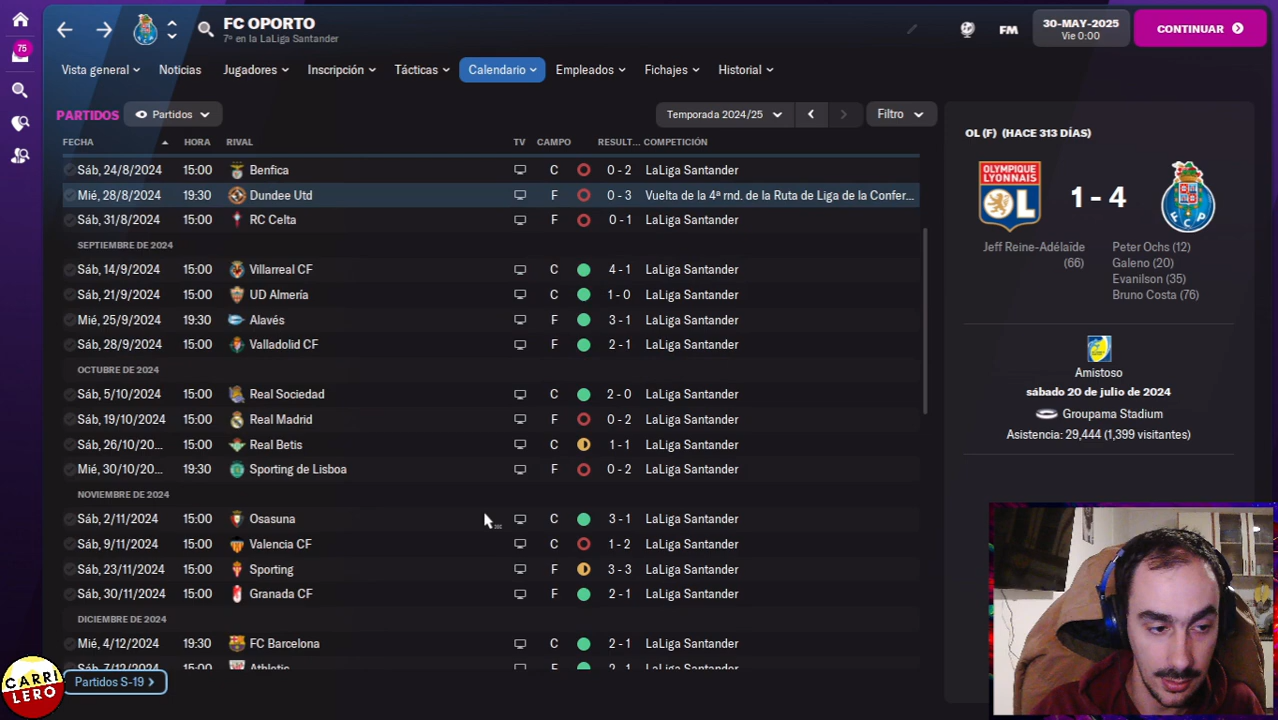 FC OPORTO
7º en la LaLiga Santander
30-MAY-2025
Vie 0:00
CONTINUAR
FM
75
Vista general
Noticias
Jugadores
Inscripción
Tácticas
Calendario
Empleados
Fichajes
Historial
PARTIDOS
Partidos
Temporada 2024/25
Filtro
FECHA HORA RIVAL TV CAMPO RESULT... COMPETICIÓN
Sáb, 24/8/2024 15:00 Benfica C 0 - 2 LaLiga Santander
Mié, 28/8/2024 19:30 Dundee Utd F 0 - 3 Vuelta de la 4ª rnd. de la Ruta de Liga de la Confer...
Sáb, 31/8/2024 15:00 RC Celta F 0 - 1 LaLiga Santander
SEPTIEMBRE DE 2024
Sáb, 14/9/2024 15:00 Villarreal CF C 4 - 1 LaLiga Santander
Sáb, 21/9/2024 15:00 UD Almería C 1 - 0 LaLiga Santander
Mié, 25/9/2024 19:30 Alavés F 3 - 1 LaLiga Santander
Sáb, 28/9/2024 15:00 Valladolid CF F 2 - 1 LaLiga Santander
OCTUBRE DE 2024
Sáb, 5/10/2024 15:00 Real Sociedad C 2 - 0 LaLiga Santander
Sáb, 19/10/2024 15:00 Real Madrid F 0 - 2 LaLiga Santander
Sáb, 26/10/20... 15:00 Real Betis C 1 - 1 LaLiga Santander
Mié, 30/10/20... 19:30 Sporting de Lisboa F 0 - 2 LaLiga Santander
NOVIEMBRE DE 2024
Sáb, 2/11/2024 15:00 Osasuna C 3 - 1 LaLiga Santander
Sáb, 9/11/2024 15:00 Valencia CF C 1 - 2 LaLiga Santander
Sáb, 23/11/2024 15:00 Sporting F 3 - 3 LaLiga Santander
Sáb, 30/11/2024 15:00 Granada CF F 2 - 1 LaLiga Santander
DICIEMBRE DE 2024
Mié, 4/12/2024 19:30 FC Barcelona C 2 - 1 LaLiga Santander
Sáb, 7/12/2024 15:00 Athletic F 2 - 1 LaLiga Santander
Partidos S-19
CARRI
LERO
OL (F) (HACE 313 DÍAS)
OLYMPIQUE
LYONNAIS
OL
1 - 4
Jeff Reine-Adélaïde
(66)
Peter Ochs (12)
Galeno (20)
Evanilson (35)
Bruno Costa (76)
Amistoso
sábado 20 de julio de 2024
Groupama Stadium
Asistencia: 29,444 (1,399 visitantes)